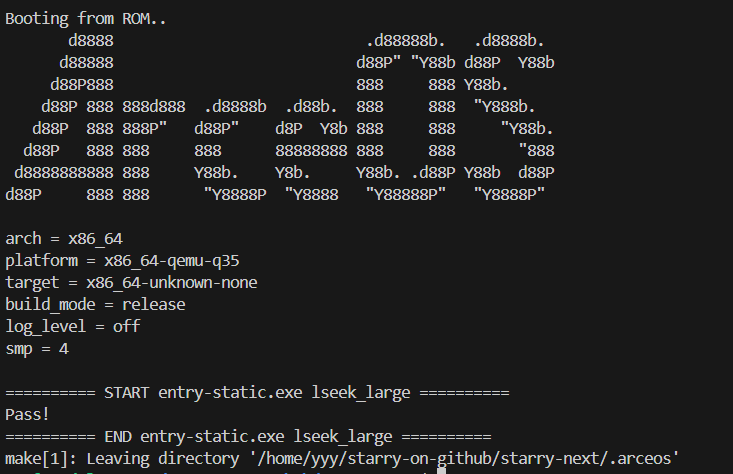 Booting from ROM..
       d8888                            .d88888b.   .d8888b.
      d88888                           d88P" "Y88b d88P  Y88b
     d88P888                           888     888 Y88b.
    d88P 888 888d888  .d8888b  .d88b.  888     888  "Y888b.
   d88P  888 888P"   d88P"    d8P  Y8b 888     888     "Y88b.
  d88P   888 888     888      88888888 888     888       "888
 d8888888888 888     Y88b.    Y8b.     Y88b. .d88P Y88b  d88P
d88P     888 888      "Y8888P  "Y8888   "Y88888P"   "Y8888P"
arch = x86_64
platform = x86_64-qemu-q35
target = x86_64-unknown-none
build_mode = release
log_level = off
smp = 4
========== START entry-static.exe lseek_large ==========
Pass!
========== END entry-static.exe lseek_large ==========
make[1]: Leaving directory '/home/yyy/starry-on-github/starry-next/.arceos'